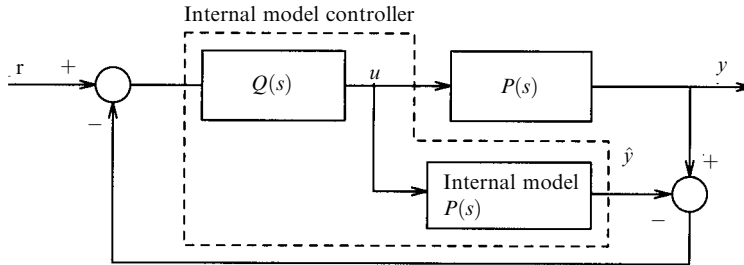 Internal model controller
r
+
−
Q(s)
u
P(s)
y
Internal model
P(s)
ŷ
+
−